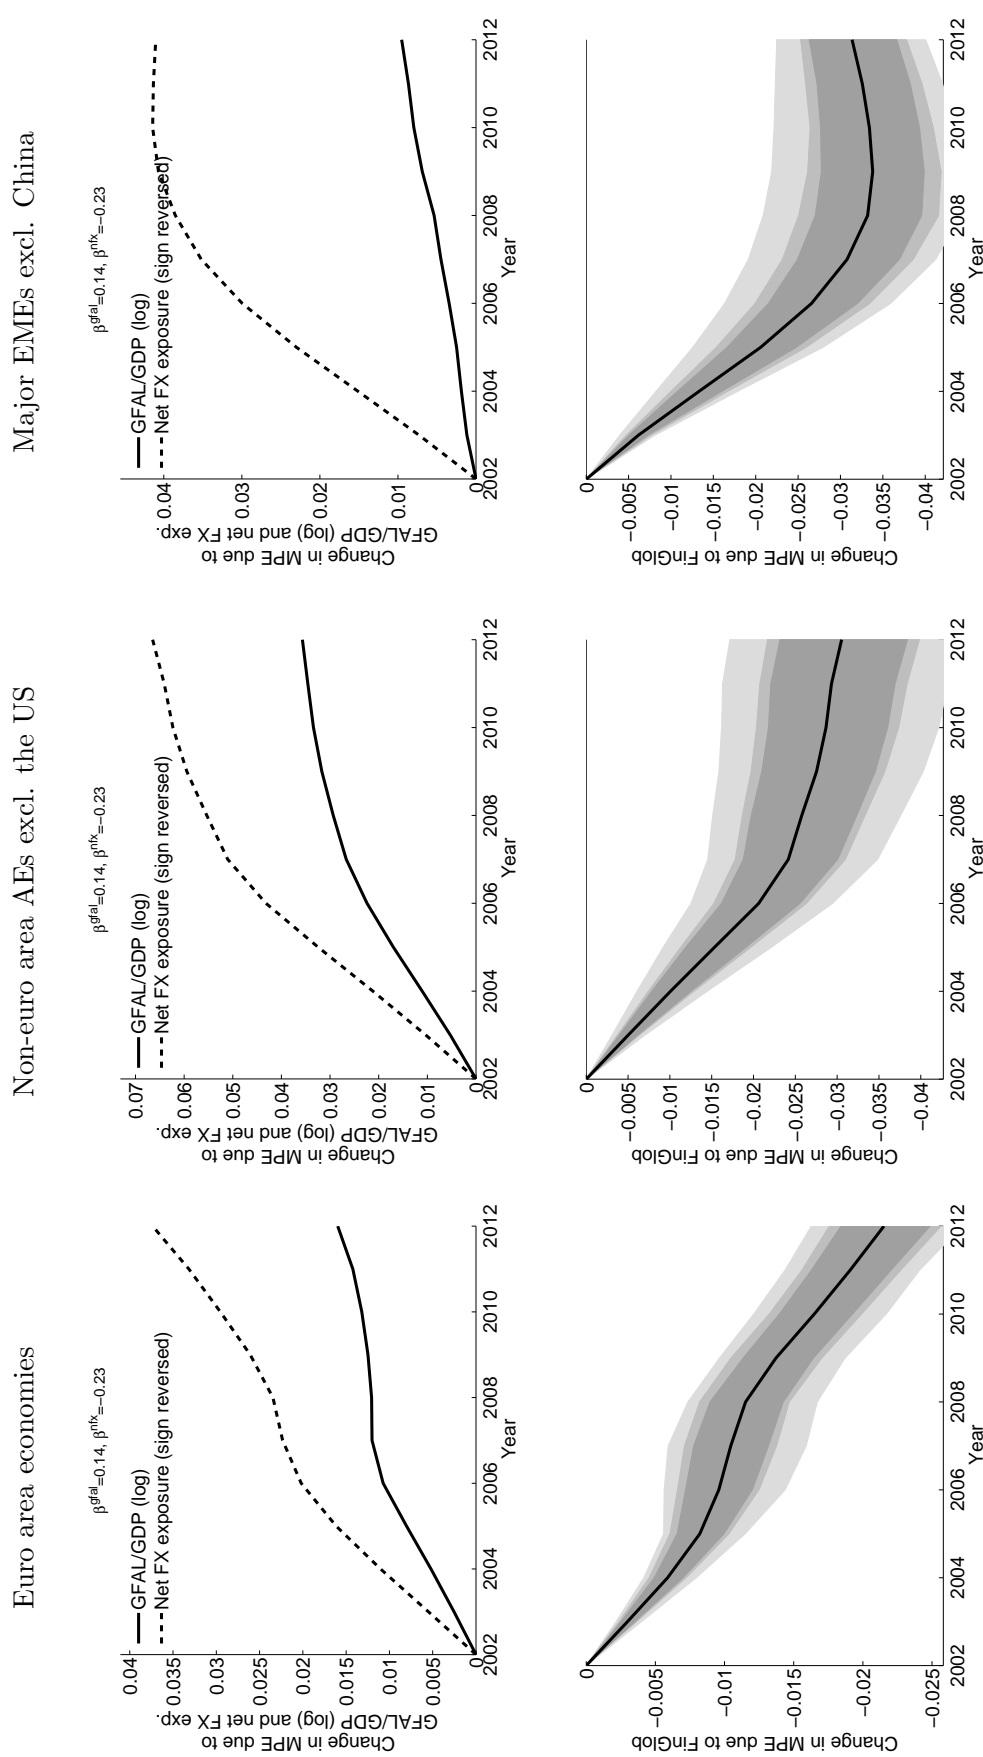 Euro area economies
β^gfal=0.14, β^nfx=−0.23
GFAL/GDP (log)
Net FX exposure (sign reversed)
Change in MPE due to
GFAL/GDP (log) and net FX exp.
0.04
0.035
0.03
0.025
0.02
0.015
0.01
0.005
0
2002 2004 2006 2008 2010 2012
Year
Change in MPE due to FinGlob
0
−0.005
−0.01
−0.015
−0.02
−0.025
2002 2004 2006 2008 2010 2012
Year
Non-euro area AEs excl. the US
β^gfal=0.14, β^nfx=−0.23
GFAL/GDP (log)
Net FX exposure (sign reversed)
Change in MPE due to
GFAL/GDP (log) and net FX exp.
0.07
0.06
0.05
0.04
0.03
0.02
0.01
0
2002 2004 2006 2008 2010 2012
Year
Change in MPE due to FinGlob
0
−0.005
−0.01
−0.015
−0.02
−0.025
−0.03
−0.035
−0.04
2002 2004 2006 2008 2010 2012
Year
Major EMEs excl. China
β^gfal=0.14, β^nfx=−0.23
GFAL/GDP (log)
Net FX exposure (sign reversed)
Change in MPE due to
GFAL/GDP (log) and net FX exp.
0.04
0.03
0.02
0.01
0
2002 2004 2006 2008 2010 2012
Year
Change in MPE due to FinGlob
0
−0.005
−0.01
−0.015
−0.02
−0.025
−0.03
−0.035
−0.04
2002 2004 2006 2008 2010 2012
Year